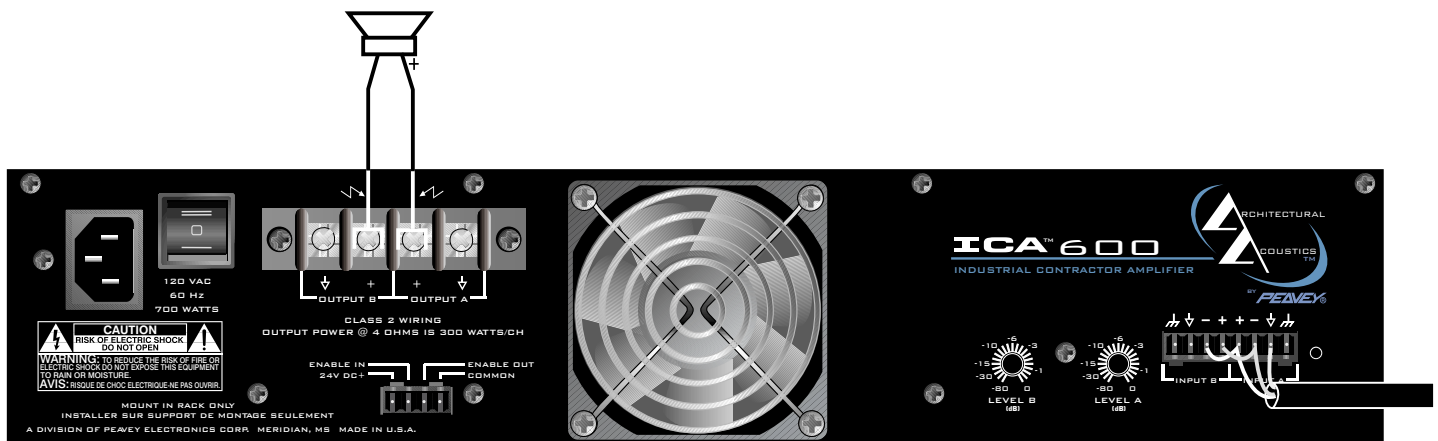 +
120 VAC
60 Hz
700 WATTS
+ +
OUTPUT B OUTPUT A
CLASS 2 WIRING
OUTPUT POWER @ 4 OHMS IS 300 WATTS/CH
CAUTION
RISK OF ELECTRIC SHOCK
DO NOT OPEN
WARNING: TO REDUCE THE RISK OF FIRE OR
ELECTRIC SHOCK DO NOT EXPOSE THIS EQUIPMENT
TO RAIN OR MOISTURE.
AVIS: RISQUE DE CHOC ELECTRIQUE-NE PAS OUVRIR.
ENABLE IN ENABLE OUT
24V DC+ COMMON
MOUNT IN RACK ONLY
INSTALLER SUR SUPPORT DE MONTAGE SEULEMENT
A DIVISION OF PEAVEY ELECTRONICS CORP. MERIDIAN, MS MADE IN U.S.A.
ICA™ 600
INDUSTRIAL CONTRACTOR AMPLIFIER
ARCHITECTURAL
ACOUSTICS
TM
BY PEAVEY®
- + + -
INPUT B INPUT A
-6
-10 -3
-15 -1
-30
-80 0
LEVEL B
(dB)
-6
-10 -3
-15 -1
-30
-80 0
LEVEL A
(dB)